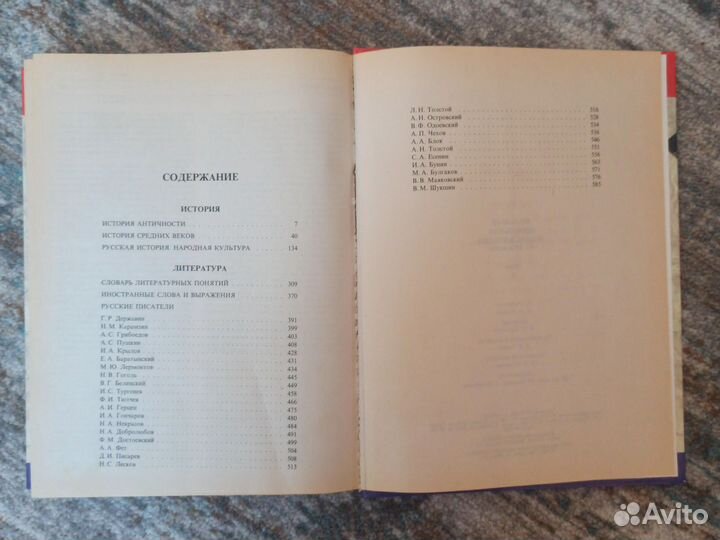 СОДЕРЖАНИЕ
ИСТОРИЯ
ИСТОРИЯ АНТИЧНОСТИ 7
ИСТОРИЯ СРЕДНИХ ВЕКОВ 40
РУССКАЯ ИСТОРИЯ. НАРОДНАЯ КУЛЬТУРА 134
ЛИТЕРАТУРА
СЛОВАРЬ ЛИТЕРАТУРНЫХ ПОНЯТИЙ 309
ИНОСТРАННЫЕ СЛОВА И ВЫРАЖЕНИЯ 370
РУССКИЕ ПИСАТЕЛИ
Г. Р. Державин 391
Н. М. Карамзин 399
А. С. Грибоедов 403
А. С. Пушкин 408
И. А. Крылов 428
Е. А. Баратынский 431
М. Ю. Лермонтов 434
Н. В. Гоголь 445
В. Г. Белинский 449
И. С. Тургенев 458
Ф. И. Тютчев 466
А. И. Герцен 475
И. А. Гончаров 480
Н. А. Некрасов 484
Н. А. Добролюбов 491
Ф. М. Достоевский 499
А. А. Фет 504
Д. И. Писарев 508
Н. С. Лесков 513
Л. Н. Толстой 516
А. Н. Островский 528
В. Ф. Одоевский 534
А. П. Чехов 536
А. А. Блок 546
А. Н. Толстой 551
С. А. Есенин 556
И. А. Бунин 563
М. А. Булгаков 571
В. В. Маяковский 576
В. М. Шукшин 585
Avito